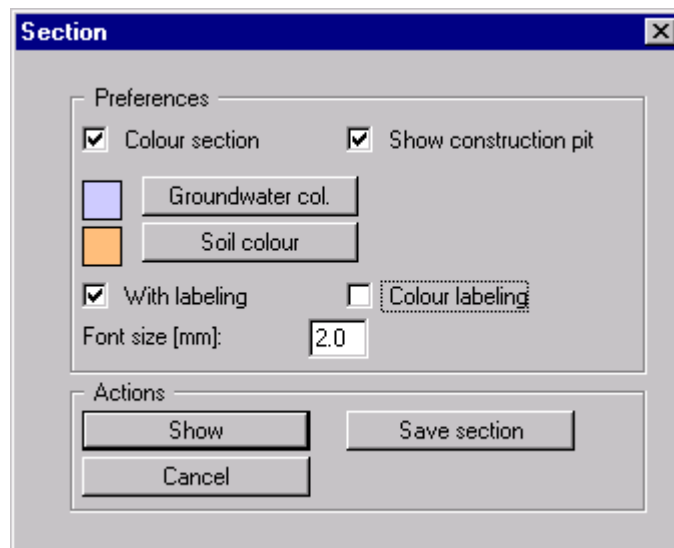 Section
Preferences
Colour section Show construction pit
Groundwater col.
Soil colour
With labeling Colour labeling
Font size [mm]: 2.0
Actions
Show Save section
Cancel